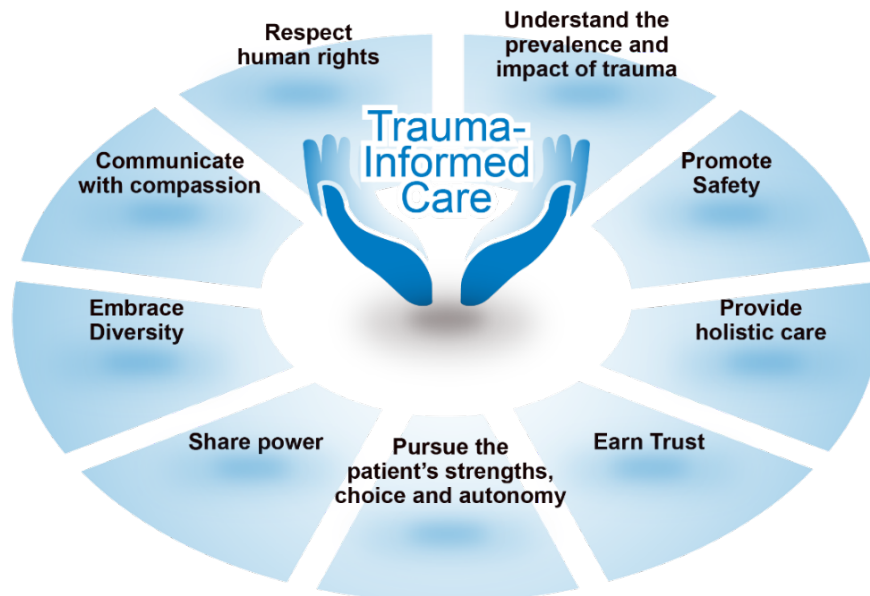 Trauma-
Informed
Care
Understand the
prevalence and
impact of trauma
Promote
Safety
Provide
holistic care
Earn Trust
Pursue the
patient’s strengths,
choice and autonomy
Share power
Embrace
Diversity
Communicate
with compassion
Respect
human rights